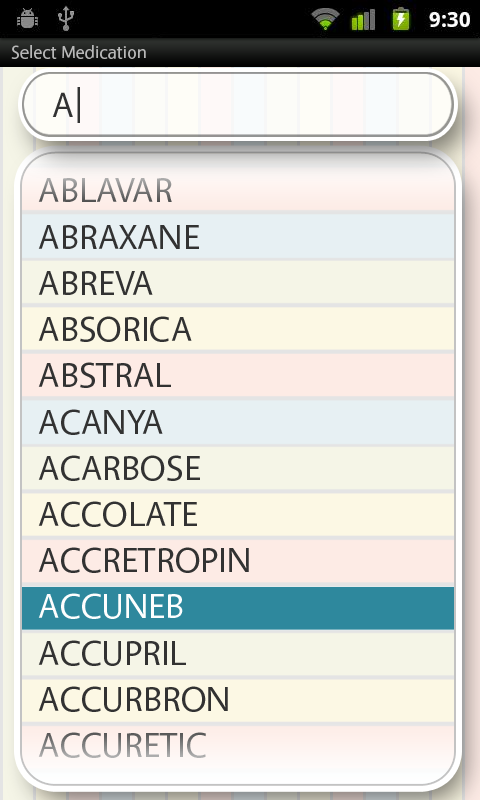 9:30
Select Medication
A
ABLAVAR
ABRAXANE
ABREVA
ABSORICA
ABSTRAL
ACANYA
ACARBOSE
ACCOLATE
ACCRETROPIN
ACCUNEB
ACCUPRIL
ACCURBRON
ACCURETIC